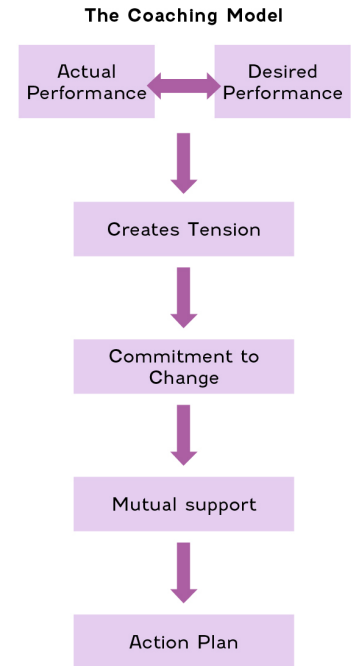 The Coaching Model
Actual
Performance
Desired
Performance
Creates Tension
Commitment to
Change
Mutual support
Action Plan